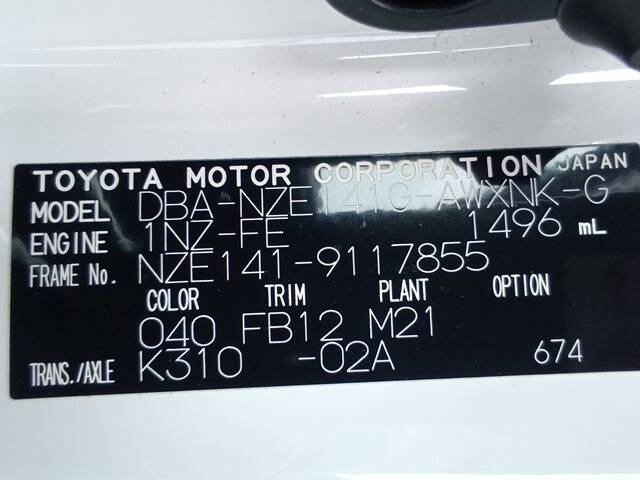 TOYOTA MOTOR CORPORATION JAPAN
MODEL DBA-NZE141G-AWXNK-G
ENGINE 1NZ-FE 1496 mL
FRAME No. NZE141-9117855
COLOR TRIM PLANT OPTION
040 FB12 M21
TRANS./AXLE K310 -02A 674